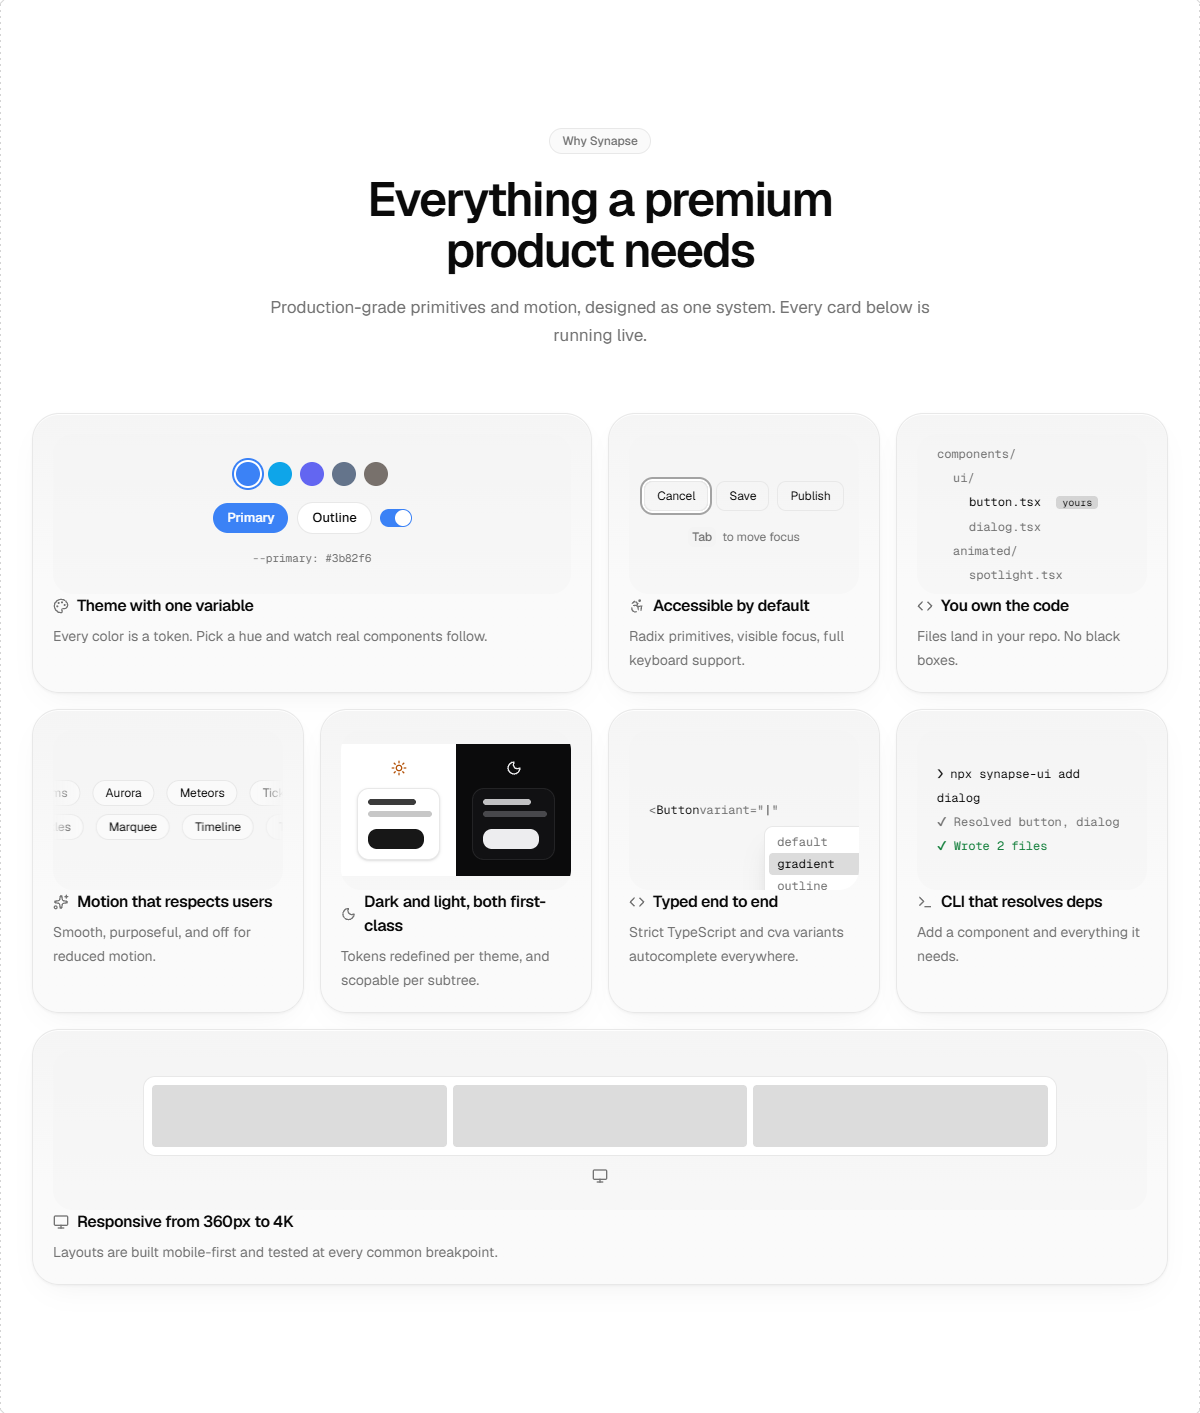 Why Synapse
Everything a premium
product needs
Production-grade primitives and motion, designed as one system. Every card below is
running live.
Primary
Outline
--primary: #3b82f6
Theme with one variable
Every color is a token. Pick a hue and watch real components follow.
Cancel
Save
Publish
Tab to move focus
Accessible by default
Radix primitives, visible focus, full
keyboard support.
components/
ui/
button.tsx yours
dialog.tsx
animated/
spotlight.tsx
You own the code
Files land in your repo. No black
boxes.
Aurora
Meteors
Marquee
Timeline
Motion that respects users
Smooth, purposeful, and off for
reduced motion.
Dark and light, both first-
class
Tokens redefined per theme, and
scopable per subtree.
<Buttonvariant="|"
default
gradient
outline
Typed end to end
Strict TypeScript and cva variants
autocomplete everywhere.
❯ npx synapse-ui add
dialog
✓ Resolved button, dialog
✓ Wrote 2 files
CLI that resolves deps
Add a component and everything it
needs.
Responsive from 360px to 4K
Layouts are built mobile-first and tested at every common breakpoint.